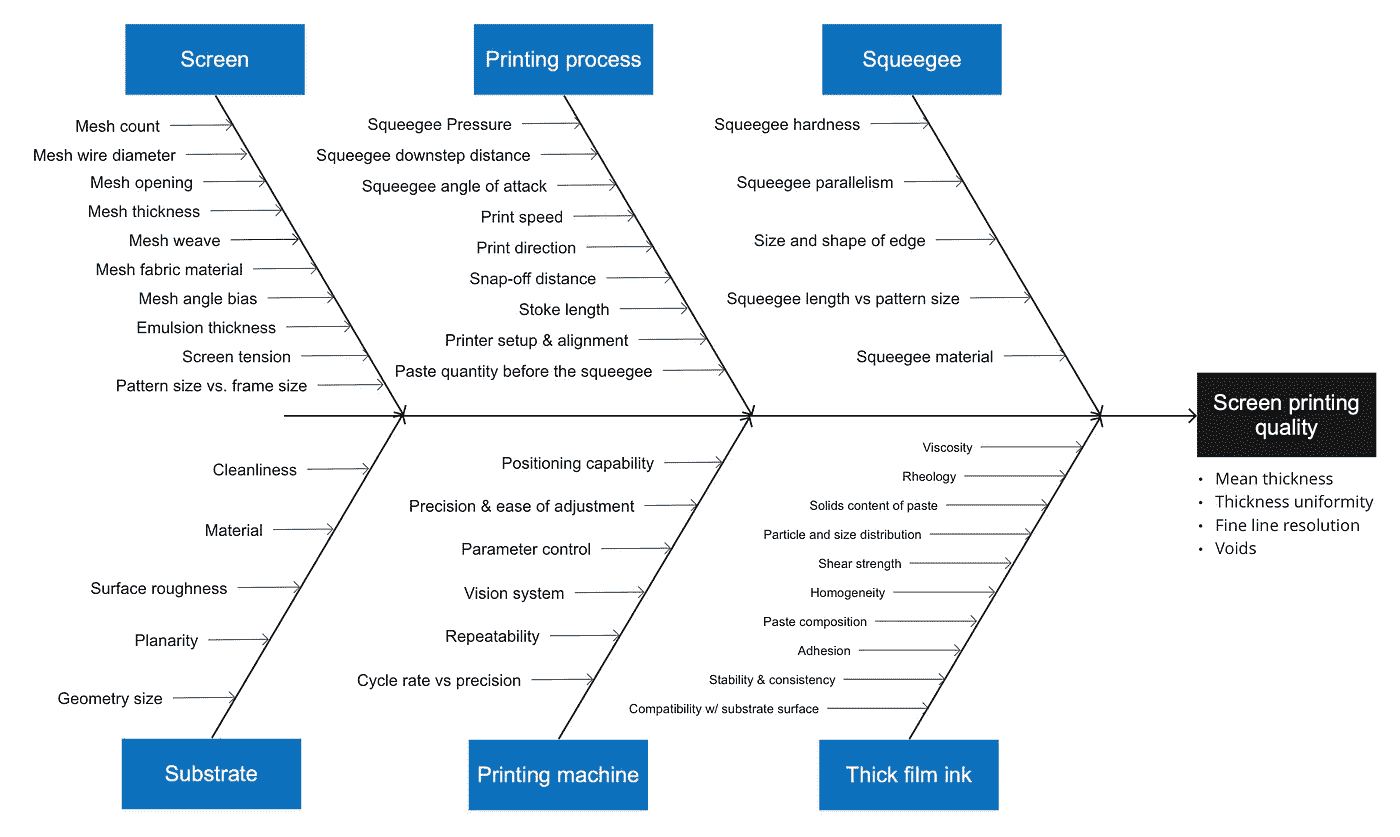 Screen
Mesh count
Mesh wire diameter
Mesh opening
Mesh thickness
Mesh weave
Mesh fabric material
Mesh angle bias
Emulsion thickness
Screen tension
Pattern size vs. frame size
Printing process
Squeegee Pressure
Squeegee downstep distance
Squeegee angle of attack
Print speed
Print direction
Snap-off distance
Stoke length
Printer setup & alignment
Paste quantity before the squeegee
Squeegee
Squeegee hardness
Squeegee parallelism
Size and shape of edge
Squeegee length vs pattern size
Squeegee material
Screen printing
quality
• Mean thickness
• Thickness uniformity
• Fine line resolution
• Voids
Cleanliness
Material
Surface roughness
Planarity
Geometry size
Substrate
Positioning capability
Precision & ease of adjustment
Parameter control
Vision system
Repeatability
Cycle rate vs precision
Printing machine
Viscosity
Rheology
Solids content of paste
Particle and size distribution
Shear strength
Homogeneity
Paste composition
Adhesion
Stability & consistency
Compatibility w/ substrate surface
Thick film ink